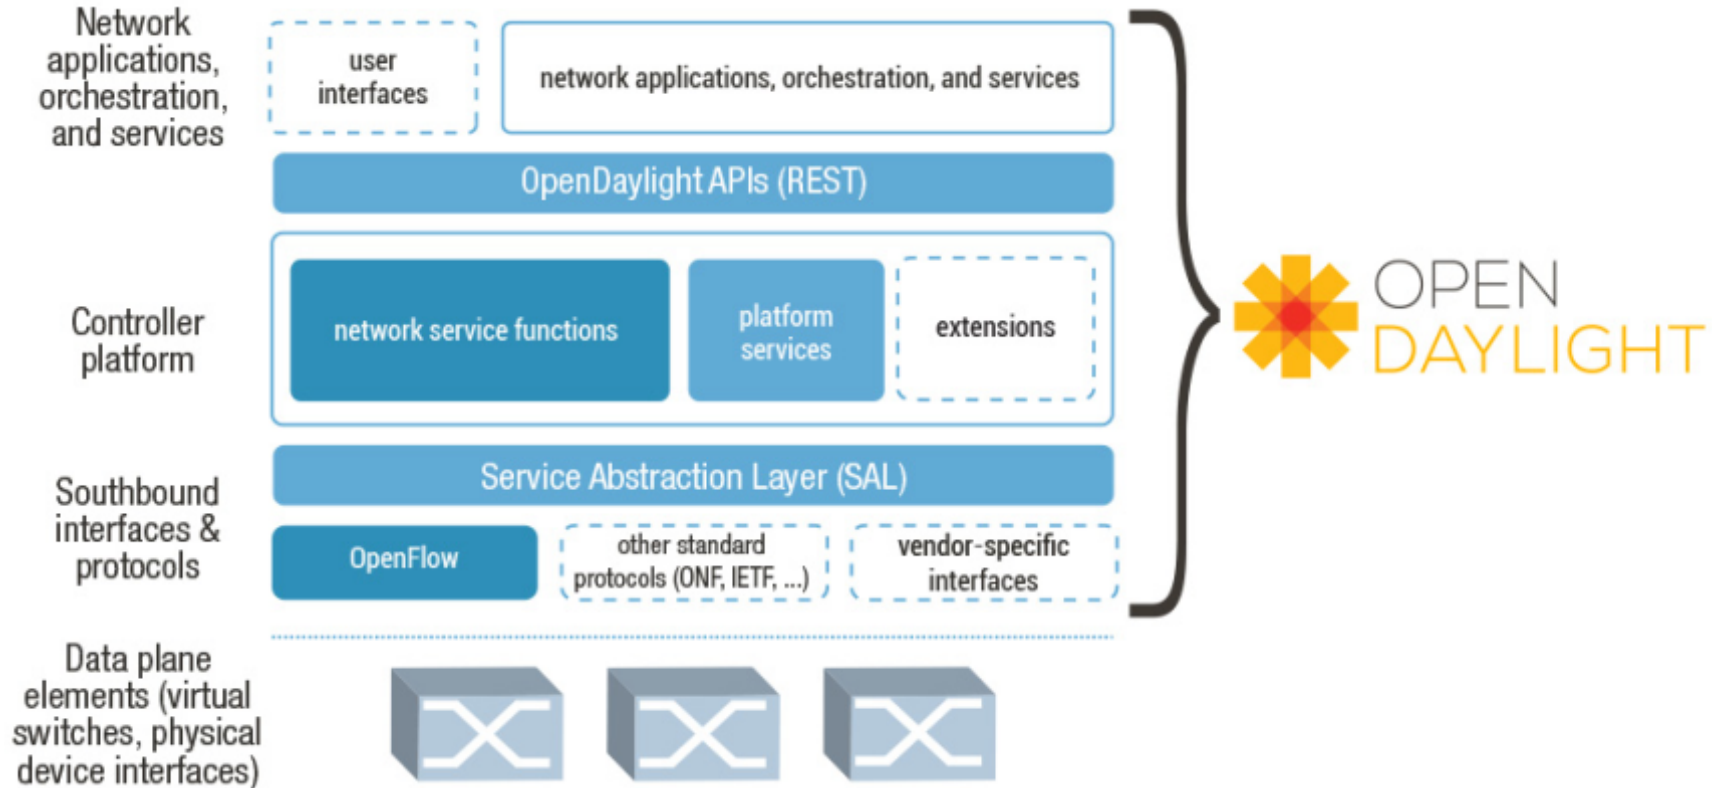 Network
applications,
orchestration,
and services
user
interfaces
network applications, orchestration, and services
OpenDaylight APIs (REST)
Controller
platform
network service functions
platform
services
extensions
OPEN
DAYLIGHT
Service Abstraction Layer (SAL)
Southbound
interfaces &
protocols
OpenFlow
other standard
protocols (ONF, IETF, ...)
vendor-specific
interfaces
Data plane
elements (virtual
switches, physical
device interfaces)